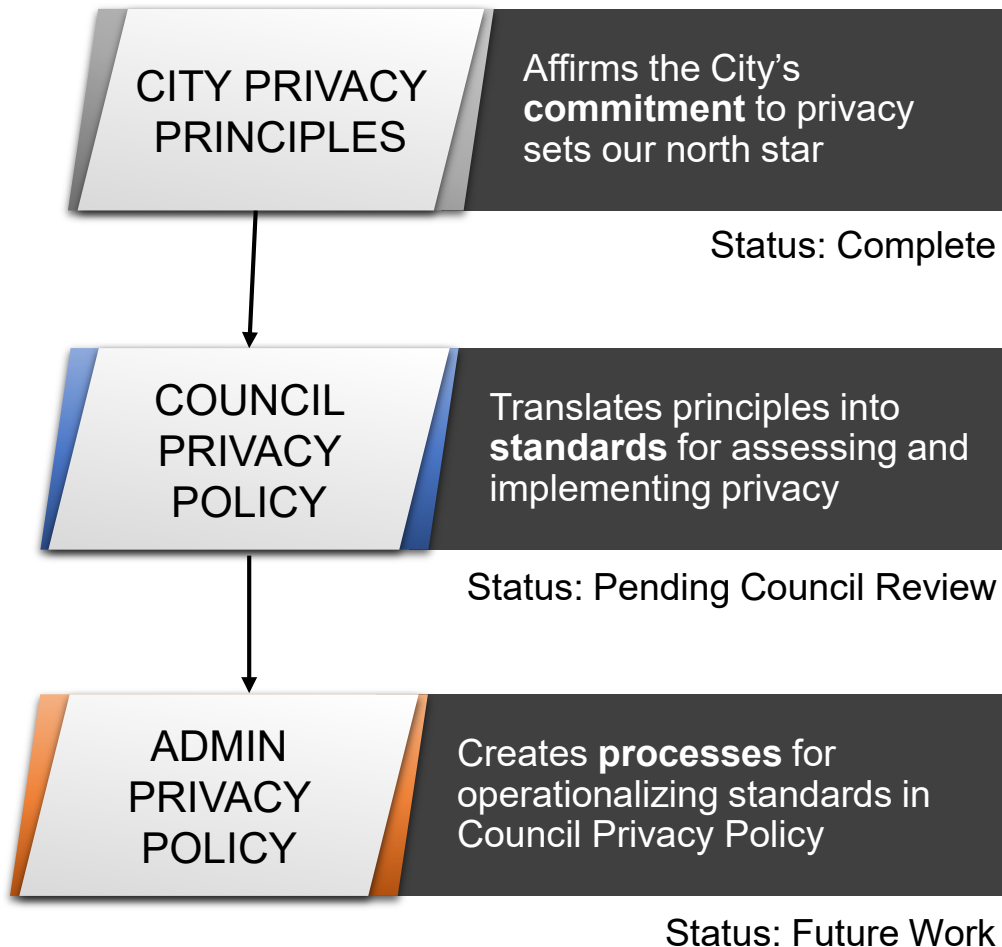 CITY PRIVACY
PRINCIPLES
Affirms the City’s
commitment to privacy
sets our north star
Status: Complete
COUNCIL
PRIVACY
POLICY
Translates principles into
standards for assessing and
implementing privacy
Status: Pending Council Review
ADMIN
PRIVACY
POLICY
Creates processes for
operationalizing standards in
Council Privacy Policy
Status: Future Work